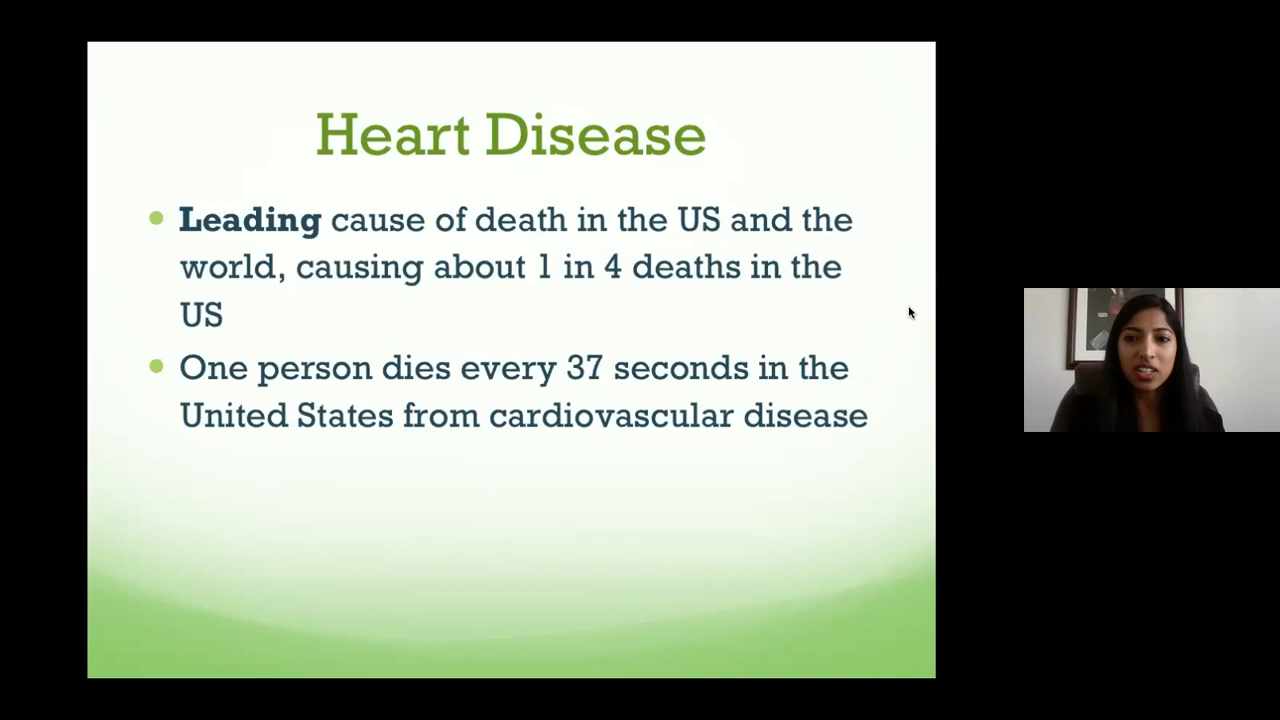 Heart Disease
Leading cause of death in the US and the
world, causing about 1 in 4 deaths in the
US
One person dies every 37 seconds in the
United States from cardiovascular disease